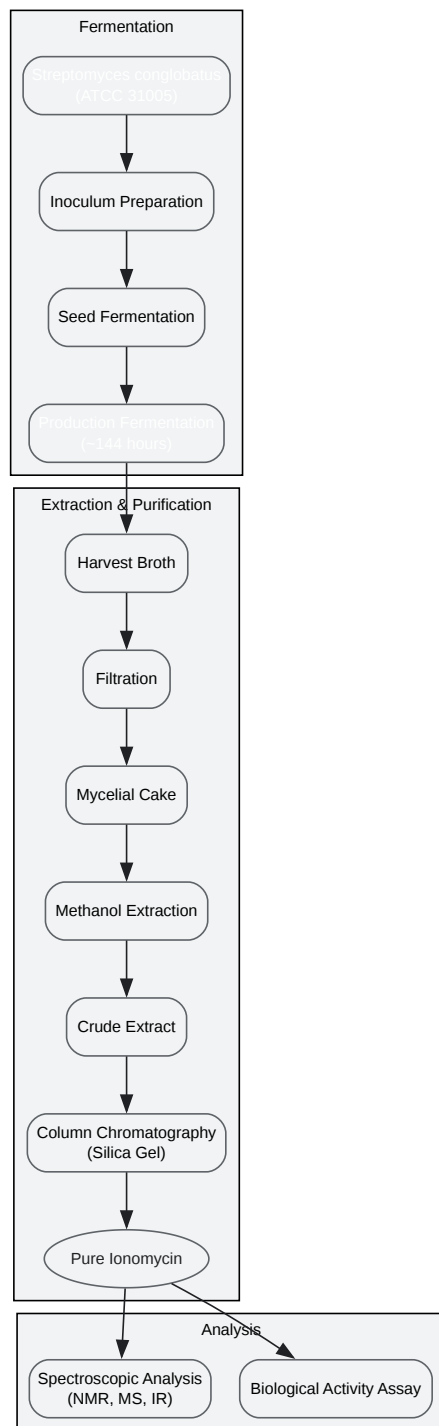 Fermentation
Streptomyces conglobatus
(ATCC 31005)
Inoculum Preparation
Seed Fermentation
Production Fermentation
(~144 hours)
Extraction & Purification
Harvest Broth
Filtration
Mycelial Cake
Methanol Extraction
Crude Extract
Column Chromatography
(Silica Gel)
Pure Ionomycin
Analysis
Spectroscopic Analysis
(NMR, MS, IR)
Biological Activity Assay